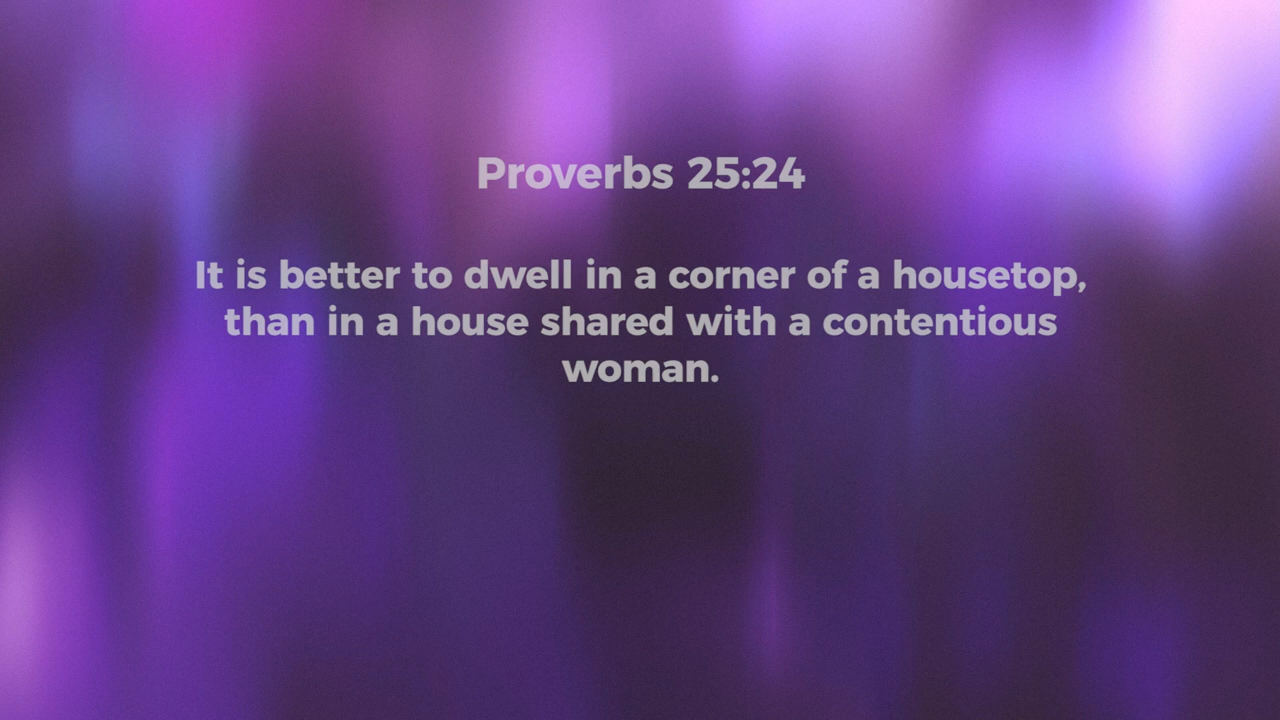 Proverbs 25:24
It is better to dwell in a corner of a housetop,
than in a house shared with a contentious
woman.